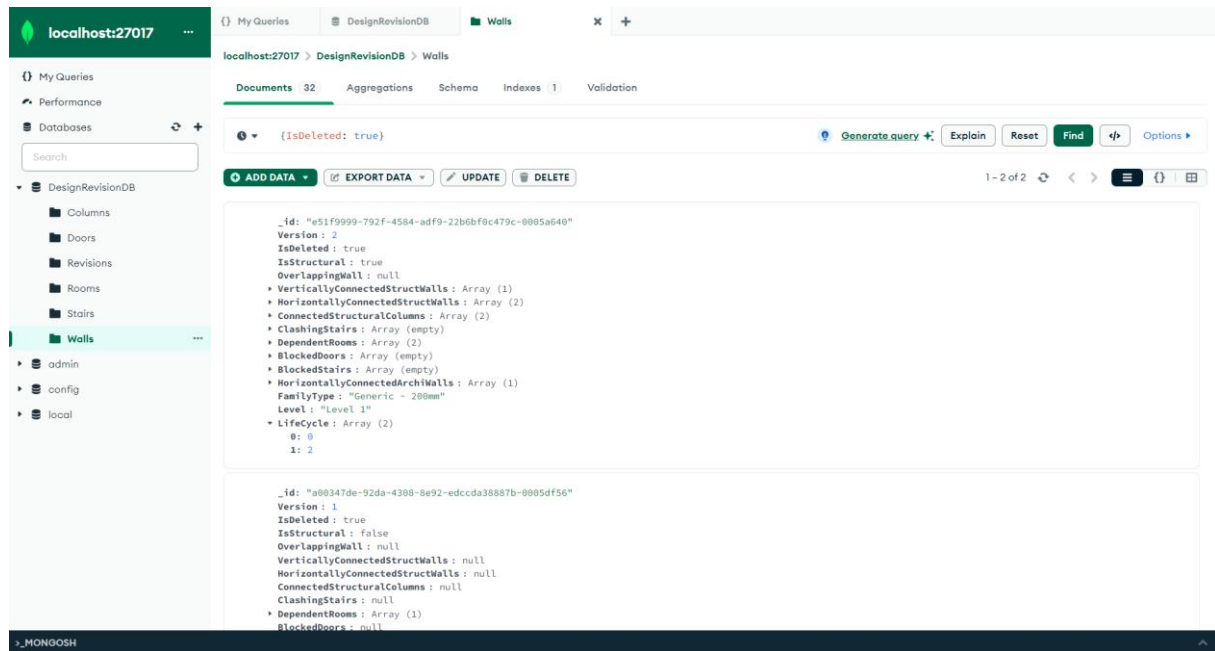 localhost:27017 ...
{} My Queries
Performance
Databases
Search
DesignRevisionDB
Columns
Doors
Revisions
Rooms
Stairs
Walls ...
admin
config
local
{} My Queries DesignRevisionDB Walls
localhost:27017 > DesignRevisionDB > Walls
Documents 32 Aggregations Schema Indexes 1 Validation
{IsDeleted: true} Generate query Explain Reset Find </> Options
ADD DATA EXPORT DATA UPDATE DELETE 1 – 2 of 2 {}
_id: "e51f9999-792f-4584-adf9-22b6bf0c479c-0005a640"
Version : 2
IsDeleted : true
IsStructural : true
OverlappingWall : null
VerticallyConnectedStructWalls : Array (1)
HorizontallyConnectedStructWalls : Array (2)
ConnectedStructuralColumns : Array (2)
ClashingStairs : Array (empty)
DependentRooms : Array (2)
BlockedDoors : Array (empty)
BlockedStairs : Array (empty)
HorizontallyConnectedArchiWalls : Array (1)
FamilyType : "Generic - 200mm"
Level : "Level 1"
LifeCycle : Array (2)
0: 0
1: 2
_id: "a00347de-92da-4308-8e92-edccda38887b-0005df56"
Version : 1
IsDeleted : true
IsStructural : false
OverlappingWall : null
VerticallyConnectedStructWalls : null
HorizontallyConnectedStructWalls : null
ConnectedStructuralColumns : null
ClashingStairs : null
DependentRooms : Array (1)
BlockedDoors : null
>_MONGOSH